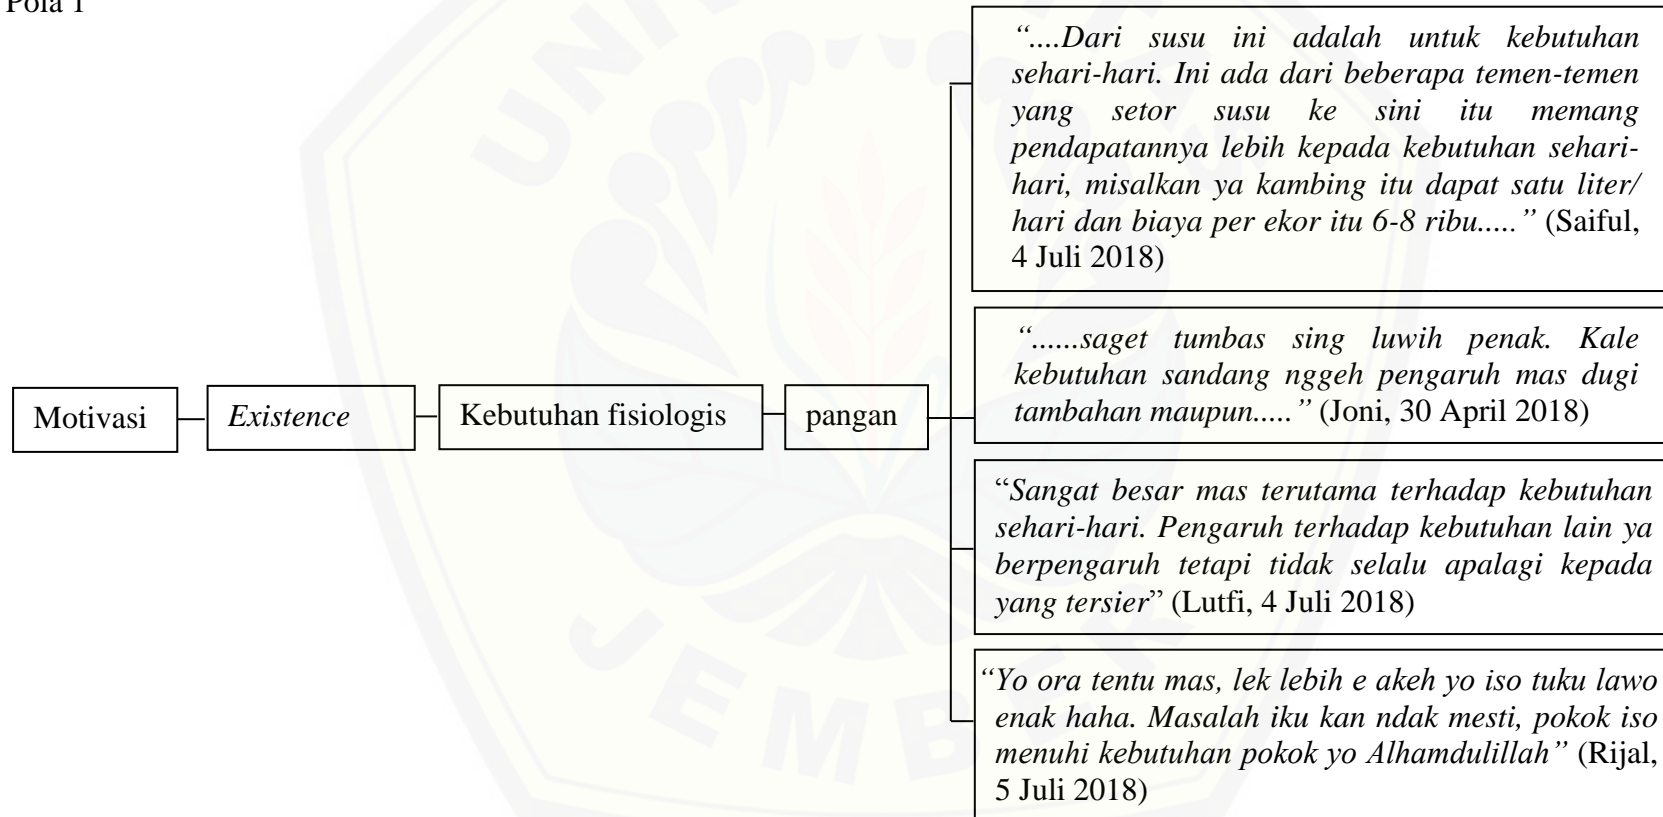 Pola 1
“....Dari susu ini adalah untuk kebutuhan
sehari-hari. Ini ada dari beberapa temen-temen
yang setor susu ke sini itu memang
pendapatannya lebih kepada kebutuhan sehari-
hari, misalkan ya kambing itu dapat satu liter/
hari dan biaya per ekor itu 6-8 ribu.....” (Saiful,
4 Juli 2018)
“......saget tumbas sing luwih penak. Kale
kebutuhan sandang nggeh pengaruh mas dugi
tambahan maupun.....” (Joni, 30 April 2018)
Motivasi
Existence
Kebutuhan fisiologis
pangan
“Sangat besar mas terutama terhadap kebutuhan
sehari-hari. Pengaruh terhadap kebutuhan lain ya
berpengaruh tetapi tidak selalu apalagi kepada
yang tersier” (Lutfi, 4 Juli 2018)
“Yo ora tentu mas, lek lebih e akeh yo iso tuku lawo
enak haha. Masalah iku kan ndak mesti, pokok iso
menuhi kebutuhan pokok yo Alhamdulillah” (Rijal,
5 Juli 2018)
JEMBER